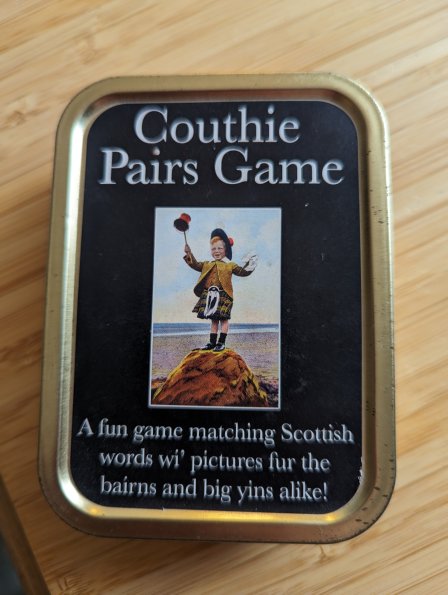 Couthie
Pairs Game
A fun game matching Scottish
words wi' pictures fur the
bairns and big yins alike!